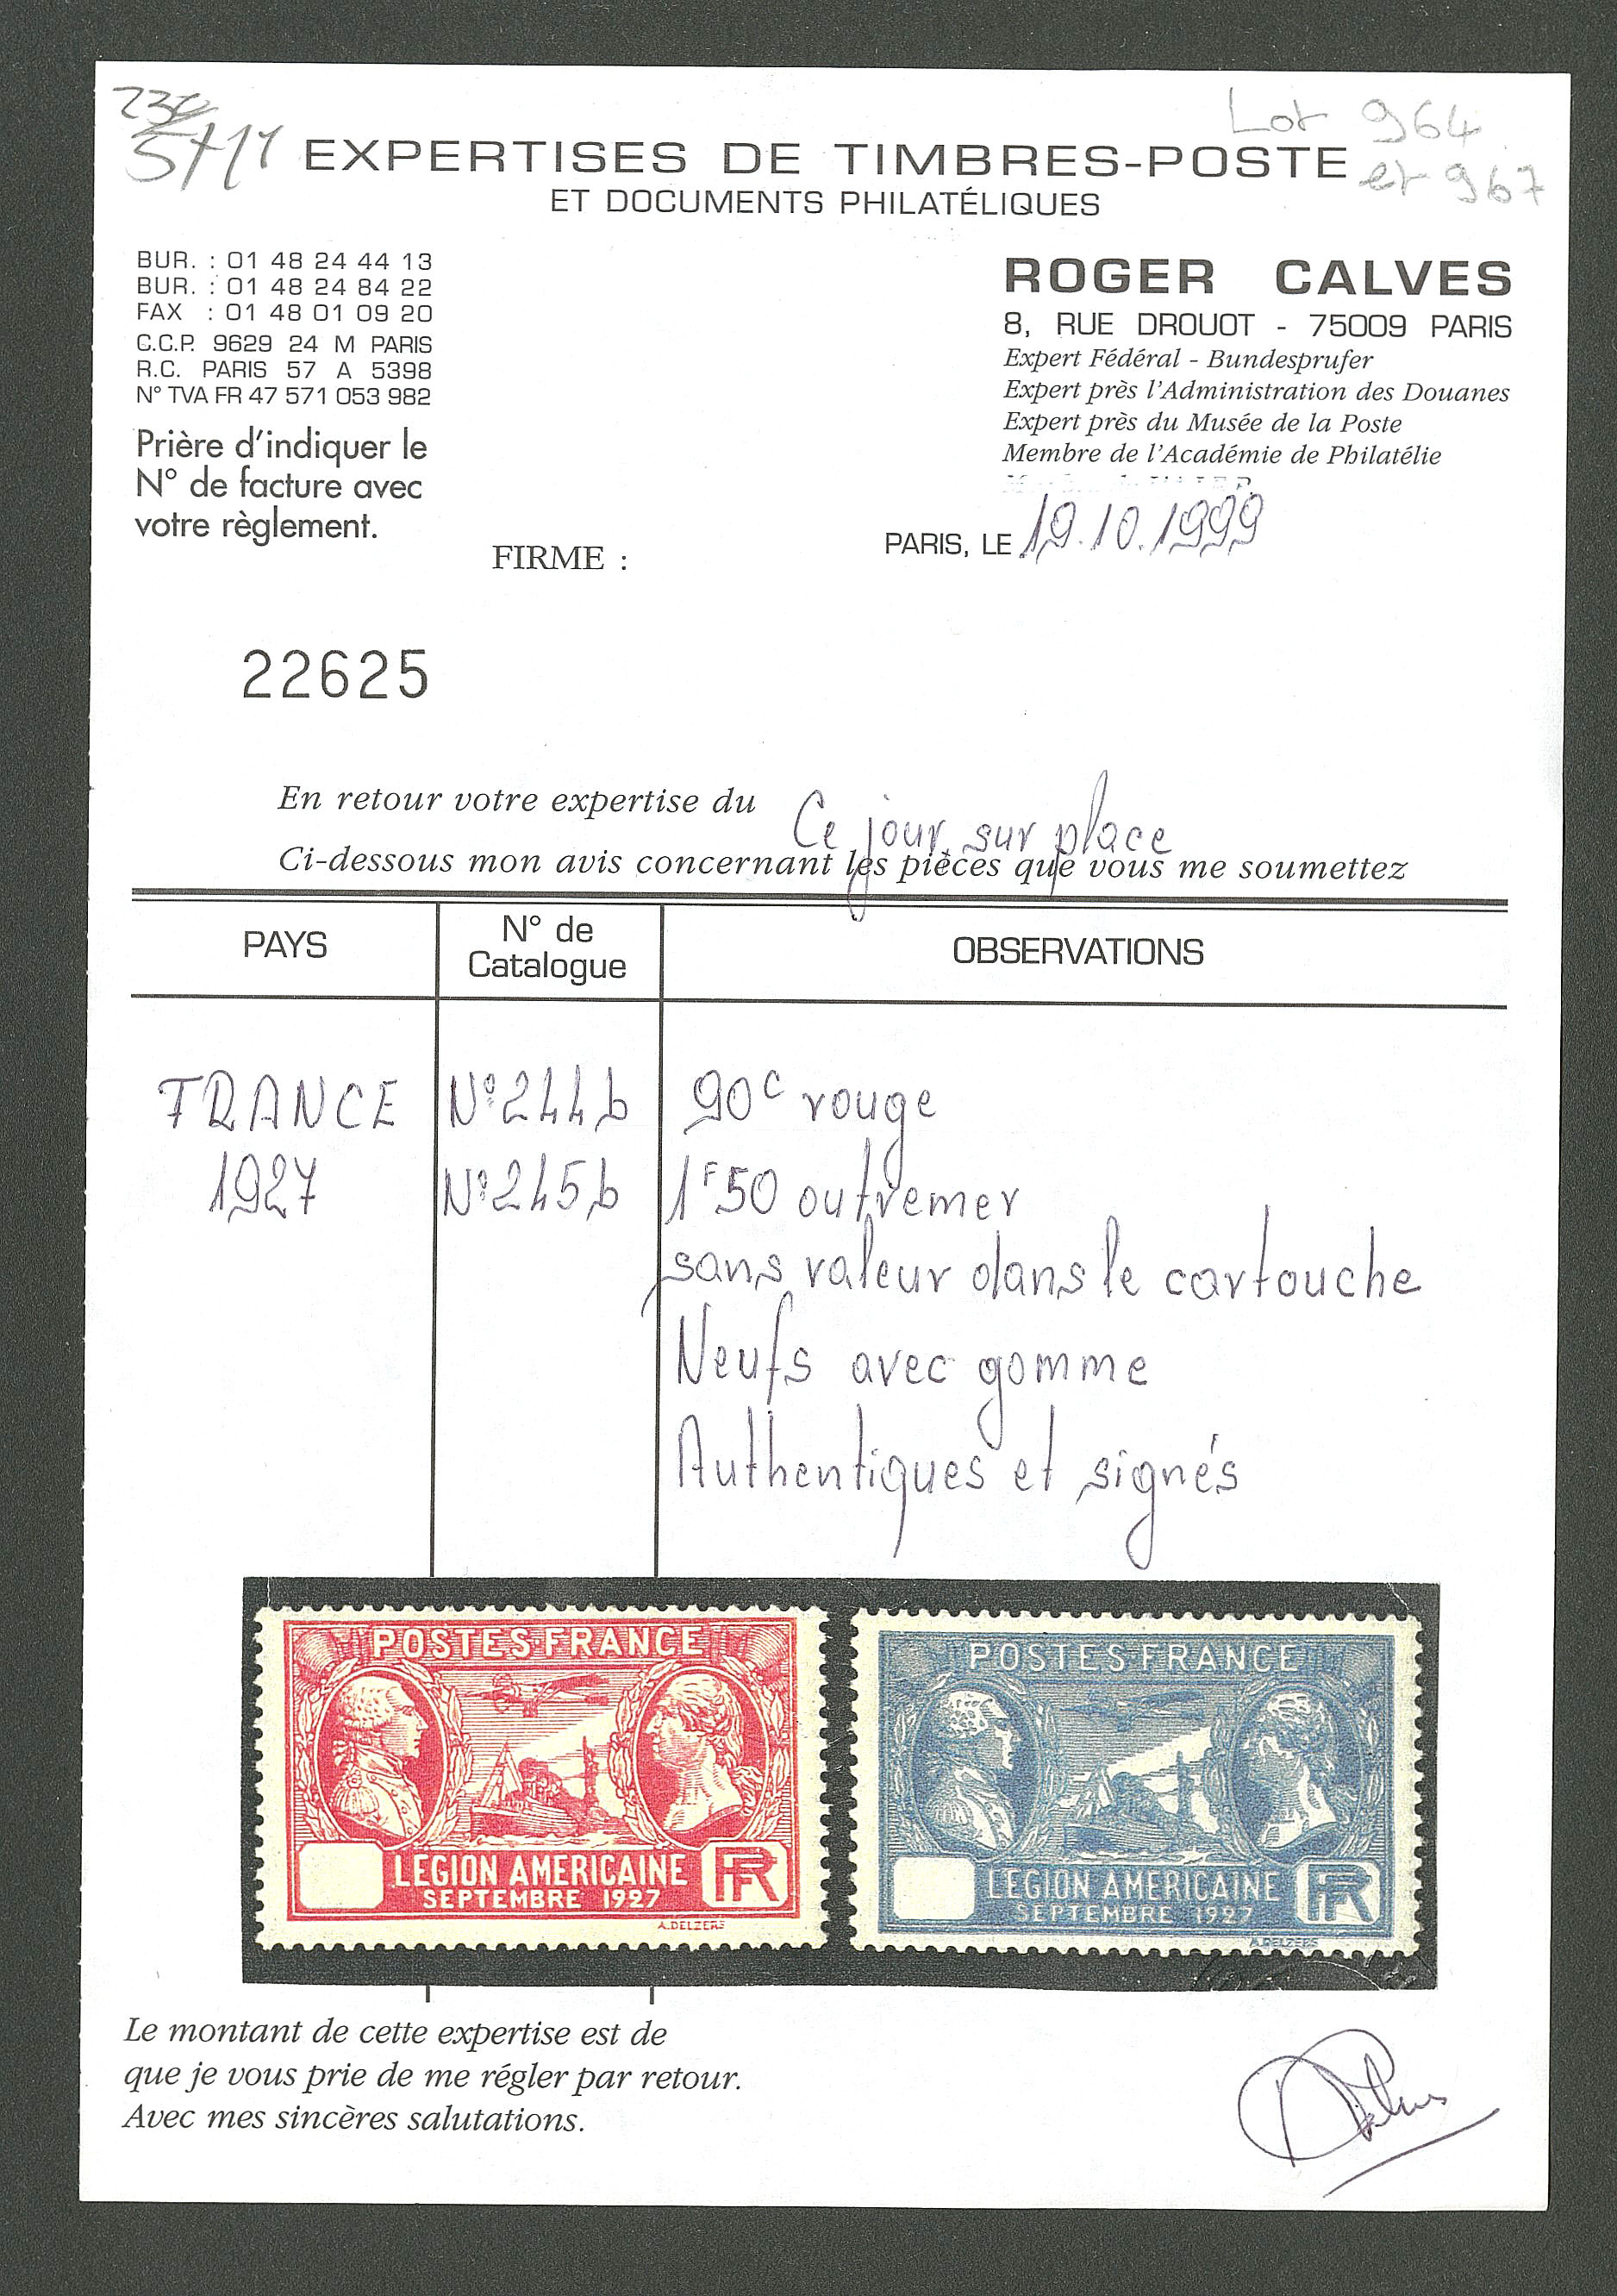 Lot 964
et 967
EXPERTISES DE TIMBRES-POSTE
ET DOCUMENTS PHILATÉLIQUES
BUR. : 01 48 24 44 13
BUR. : 01 48 24 84 22
FAX : 01 48 01 09 20
C.C.P. 9629 24 M PARIS
R.C. PARIS 57 A 5398
N° TVA FR 47 571 053 982
Prière d'indiquer le
N° de facture avec
votre règlement.
ROGER CALVES
8, RUE DROUOT - 75009 PARIS
Expert Fédéral - Bundesprufer
Expert près l'Administration des Douanes
Expert près du Musée de la Poste
Membre de l'Académie de Philatélie
PARIS, LE 19.10.1999
FIRME :
22625
En retour votre expertise du Ce jour sur place
Ci-dessous mon avis concernant les pièces que vous me soumettez
PAYS
N° de
Catalogue
OBSERVATIONS
FRANCE N°244b 90c rouge
1927 N°245b 1F50 outremer
sans valeur dans le cartouche
Neufs avec gomme
Authentiques et signés
POSTES FRANCE
LEGION AMERICAINE
SEPTEMBRE 1927
RF
A.DELZERS
POSTES FRANCE
LEGION AMERICAINE
SEPTEMBRE 1927
RF
A.DELZERS
Le montant de cette expertise est de
que je vous prie de me régler par retour.
Avec mes sincères salutations.